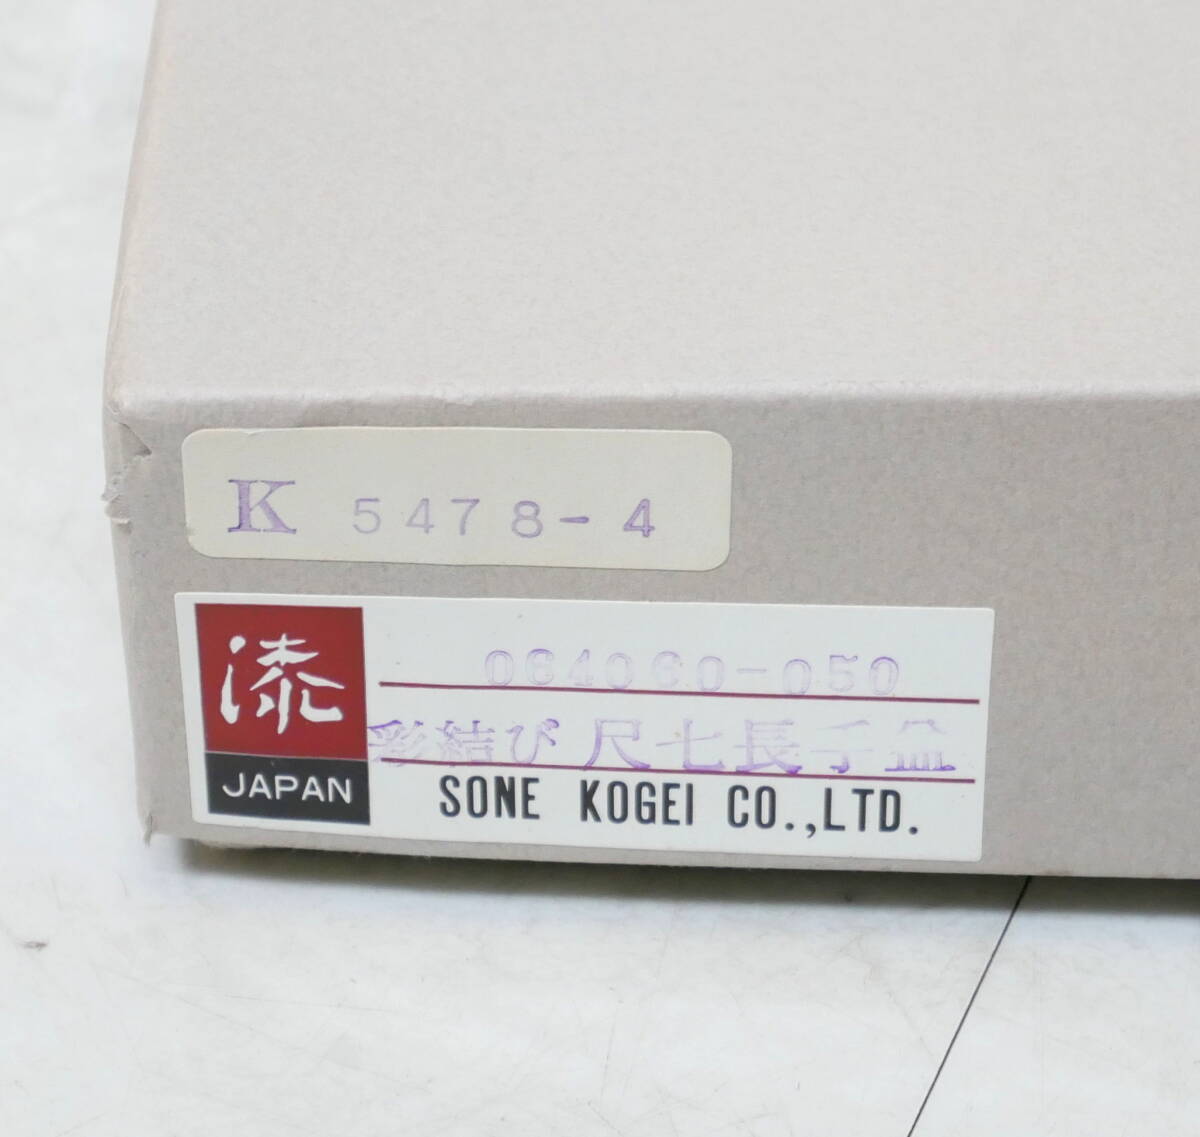 K 5478-4
漆
JAPAN
064060-050
彩結び 尺七長手盆
SONE KOGEI CO.,LTD.